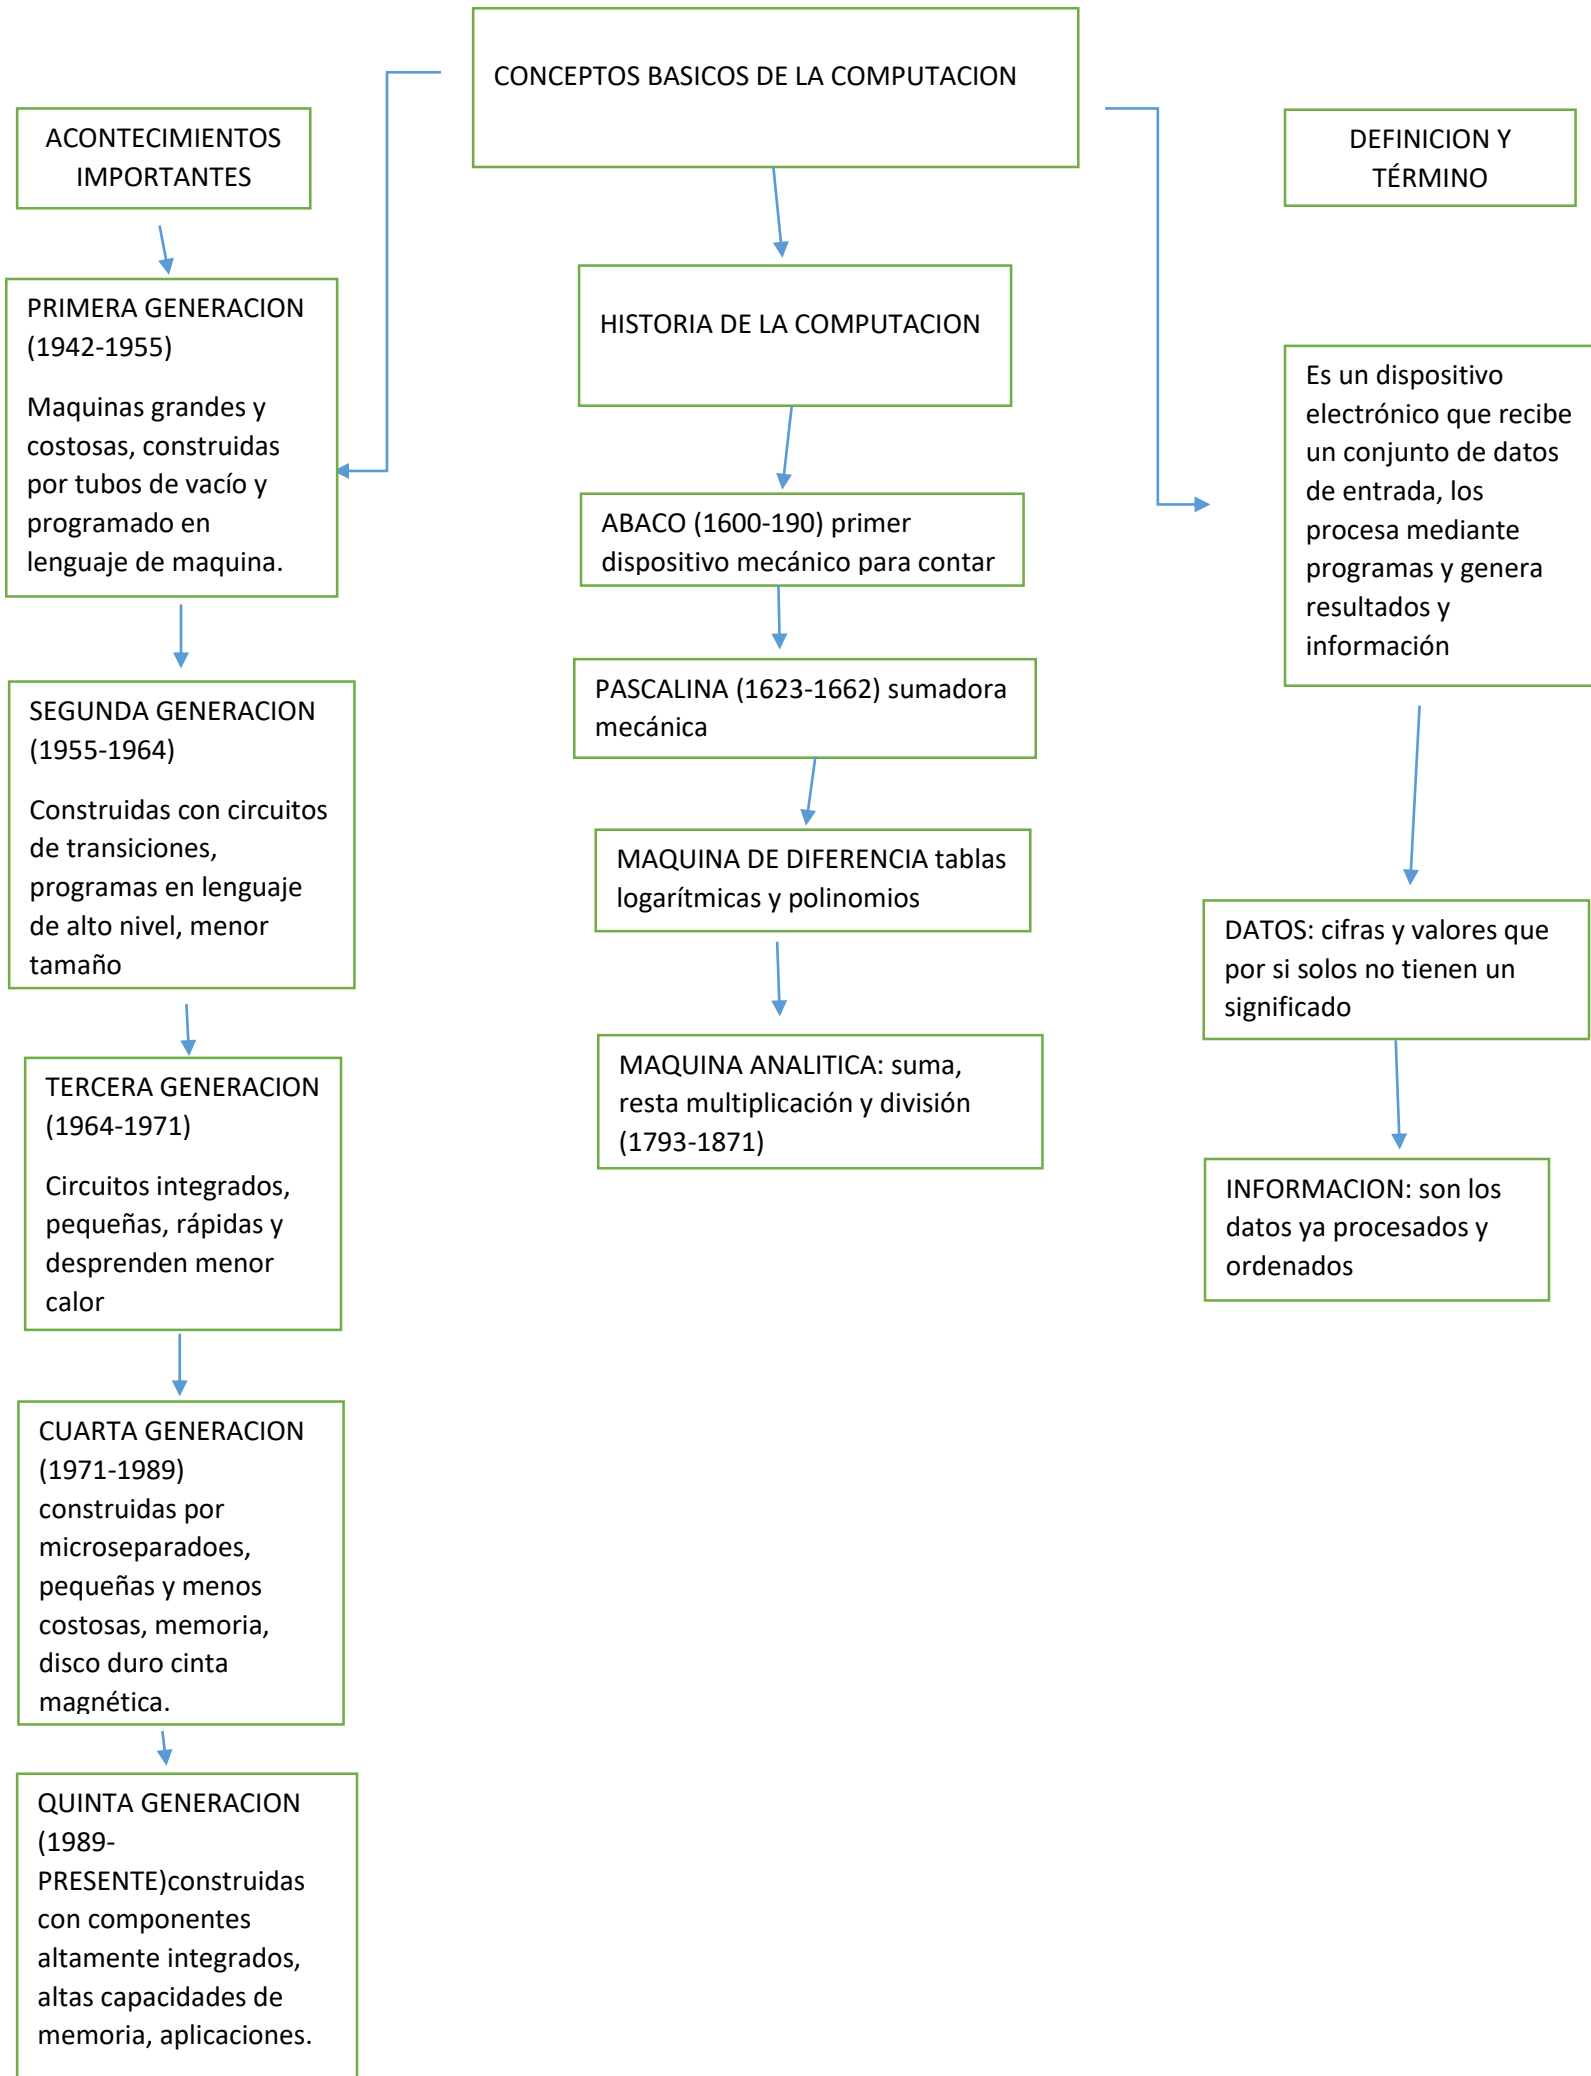 CONCEPTOS BASICOS DE LA COMPUTACION
ACONTECIMIENTOS
IMPORTANTES
PRIMERA GENERACION
(1942-1955)
Maquinas grandes y
costosas, construidas
por tubos de vacío y
programado en
lenguaje de maquina.
SEGUNDA GENERACION
(1955-1964)
Construidas con circuitos
de transiciones,
programas en lenguaje
de alto nivel, menor
tamaño
TERCERA GENERACION
(1964-1971)
Circuitos integrados,
pequeñas, rápidas y
desprenden menor
calor
CUARTA GENERACION
(1971-1989)
construidas por
microseparadoes,
pequeñas y menos
costosas, memoria,
disco duro cinta
magnética.
QUINTA GENERACION
(1989-
PRESENTE)construidas
con componentes
altamente integrados,
altas capacidades de
memoria, aplicaciones.
HISTORIA DE LA COMPUTACION
ABACO (1600-190) primer
dispositivo mecánico para contar
PASCALINA (1623-1662) sumadora
mecánica
MAQUINA DE DIFERENCIA tablas
logarítmicas y polinomios
MAQUINA ANALITICA: suma,
resta multiplicación y división
(1793-1871)
DEFINICION Y
TÉRMINO
Es un dispositivo
electrónico que recibe
un conjunto de datos
de entrada, los
procesa mediante
programas y genera
resultados y
información
DATOS: cifras y valores que
por si solos no tienen un
significado
INFORMACION: son los
datos ya procesados y
ordenados